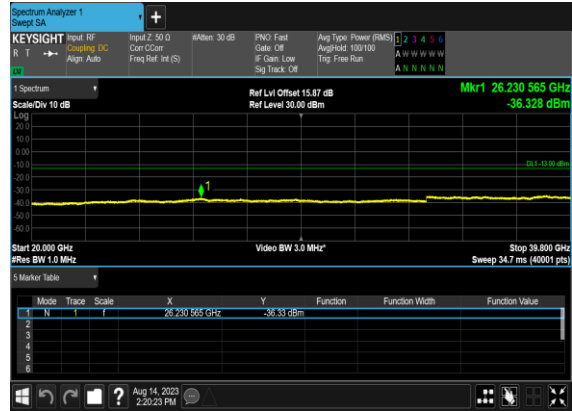 Spectrum Analyzer 1
Swept SA
+
KEYSIGHT Input: RF Input Z: 50 Ω #Atten: 30 dB PNO: Fast Avg Type: Power (RMS) 1 2 3 4 5 6
R T Coupling: DC Corr CCorr Gate: Off Avg|Hold: 100/100 A W W W W W
Align: Auto Freq Ref: Int (S) IF Gain: Low Trig: Free Run
Sig Track: Off A N N N N N
1 Spectrum Ref Lvl Offset 15.87 dB Mkr1 26.230 565 GHz
Scale/Div 10 dB Ref Level 30.00 dBm -36.328 dBm
Log
20.0
10.0
0.00
-10.0 DL1 -13.00 dBm
-20.0
-30.0 1
-40.0
-50.0
-60.0
Start 20.000 GHz Video BW 3.0 MHz* Stop 39.800 GHz
#Res BW 1.0 MHz Sweep 34.7 ms (40001 pts)
5 Marker Table
Mode Trace Scale X Y Function Function Width Function Value
1 N 1 f 26.230 565 GHz -36.33 dBm
2
3
4
5
6
? Aug 14, 2023
2:20:23 PM